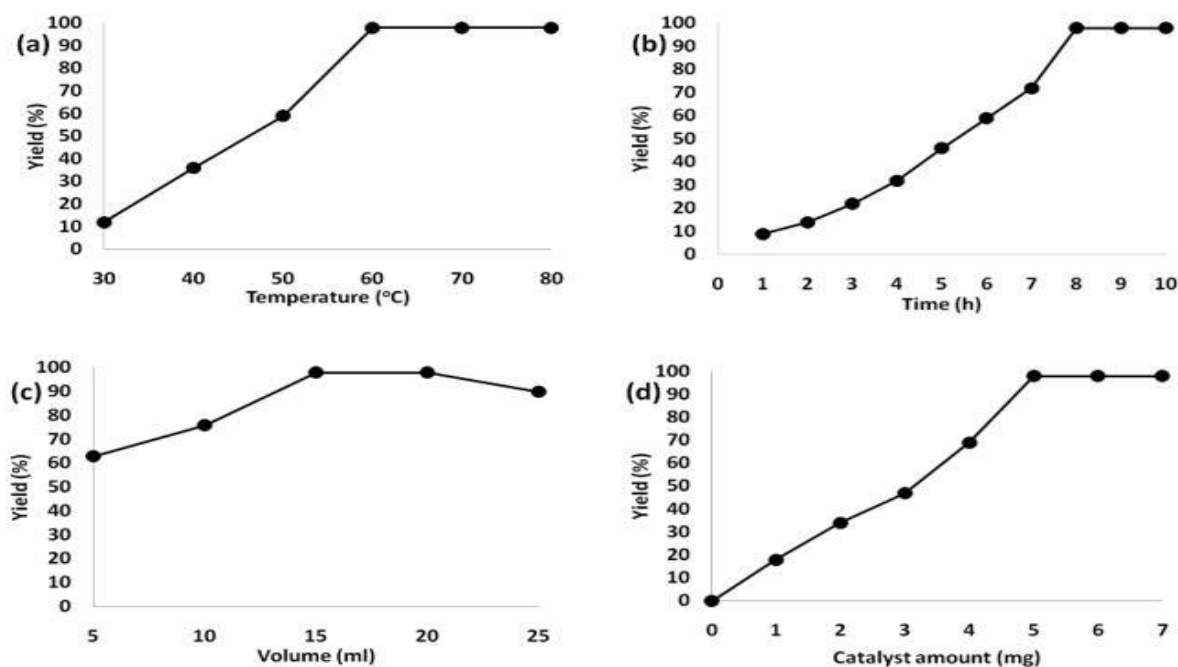 (a)
100
90
80
70
60
50
40
30
20
10
0
Yield (%)
30 40 50 60 70 80
Temperature (°C)
(b)
100
90
80
70
60
50
40
30
20
10
0
Yield (%)
0 1 2 3 4 5 6 7 8 9 10
Time (h)
(c)
100
90
80
70
60
50
40
30
20
10
0
Yield (%)
5 10 15 20 25
Volume (ml)
(d)
100
90
80
70
60
50
40
30
20
10
0
Yield (%)
0 1 2 3 4 5 6 7
Catalyst amount (mg)